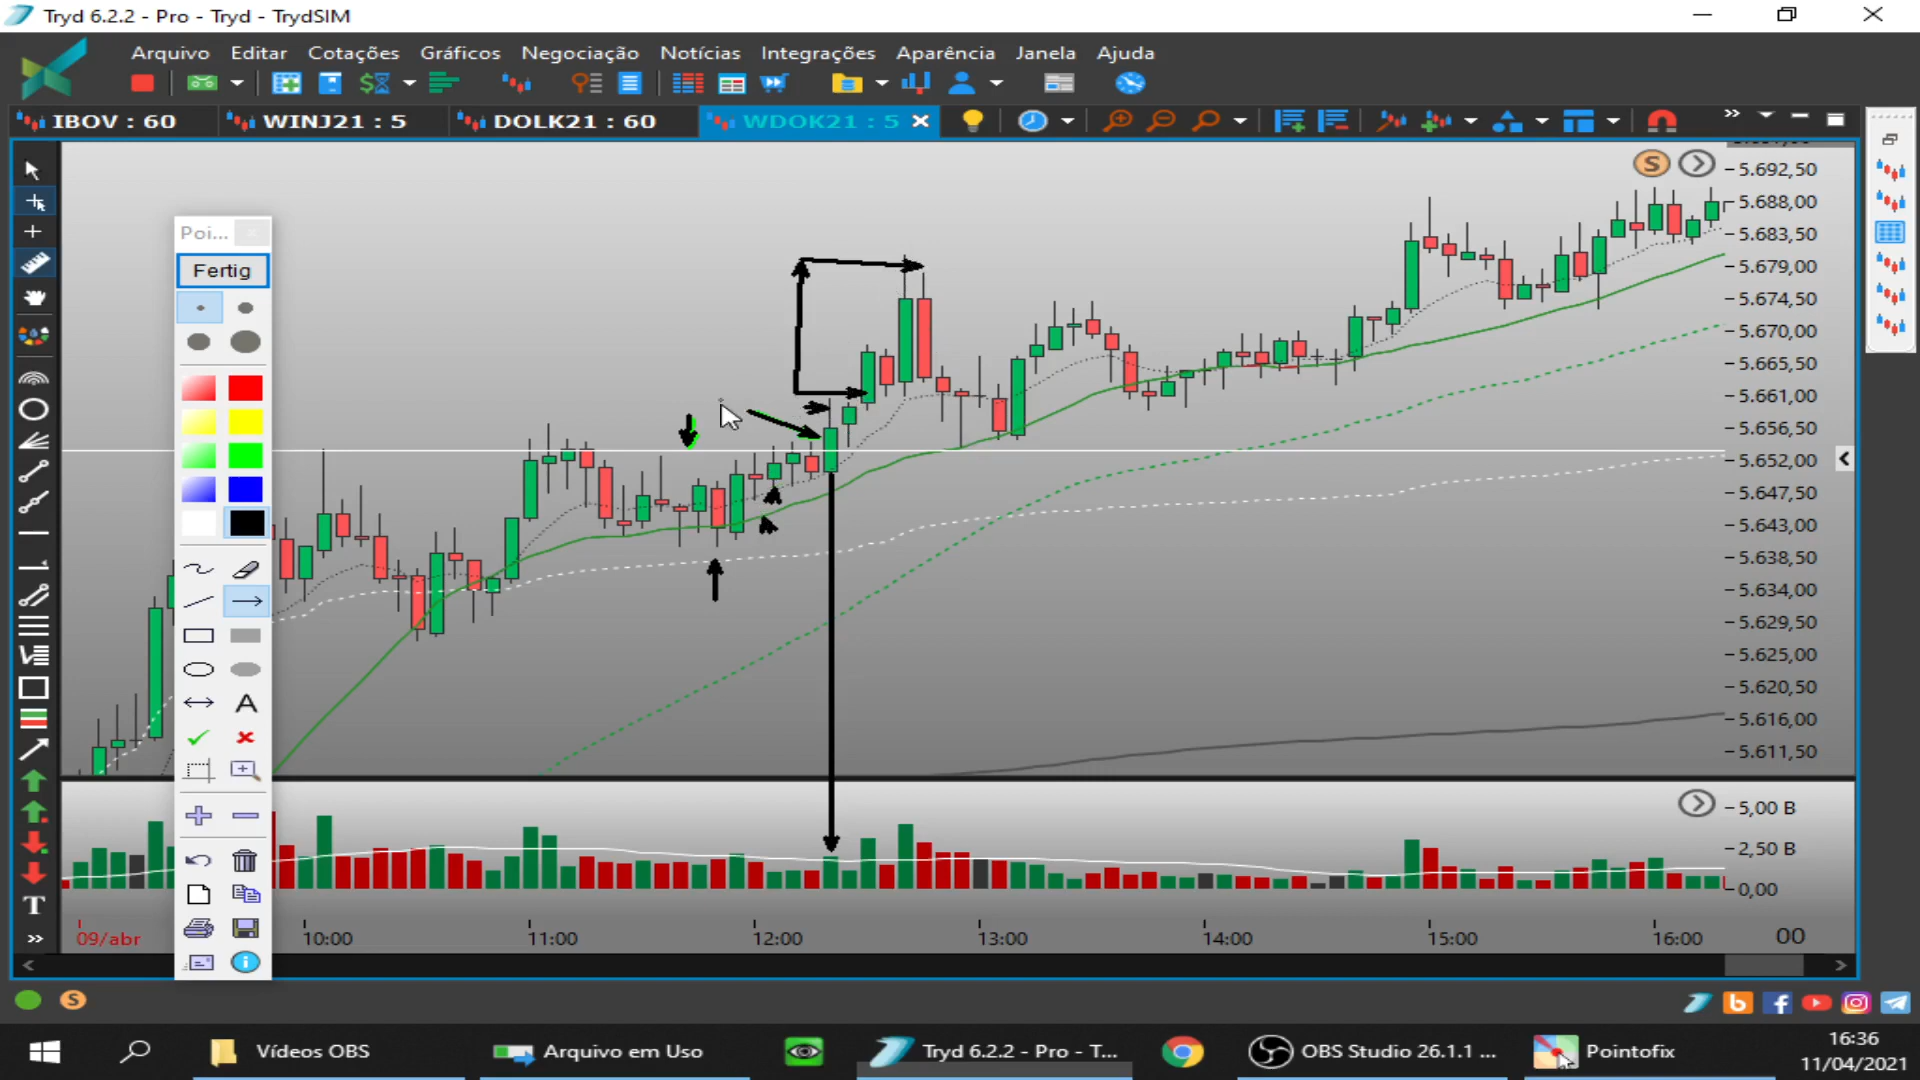 Tryd 6.2.2 - Pro - Tryd - TrydSIM
Arquivo Editar Cotações Gráficos Negociação Notícias Integrações Aparência Janela Ajuda
IBOV : 60 WINJ21 : 5 DOLK21 : 60 WDOK21 : 5
S
5.692,50
5.688,00
5.683,50
5.679,00
5.674,50
5.670,00
5.665,50
5.661,00
5.656,50
5.652,00
5.647,50
5.643,00
5.638,50
5.634,00
5.629,50
5.625,00
5.620,50
5.616,00
5.611,50
Poi...
Fertig
A
T
5,00 B
2,50 B
0,00
09/abr 10:00 11:00 12:00 13:00 14:00 15:00 16:00 00
S
Vídeos OBS
Arquivo em Uso
Tryd 6.2.2 - Pro - T...
OBS Studio 26.1.1 ...
Pointofix
16:36
11/04/2021